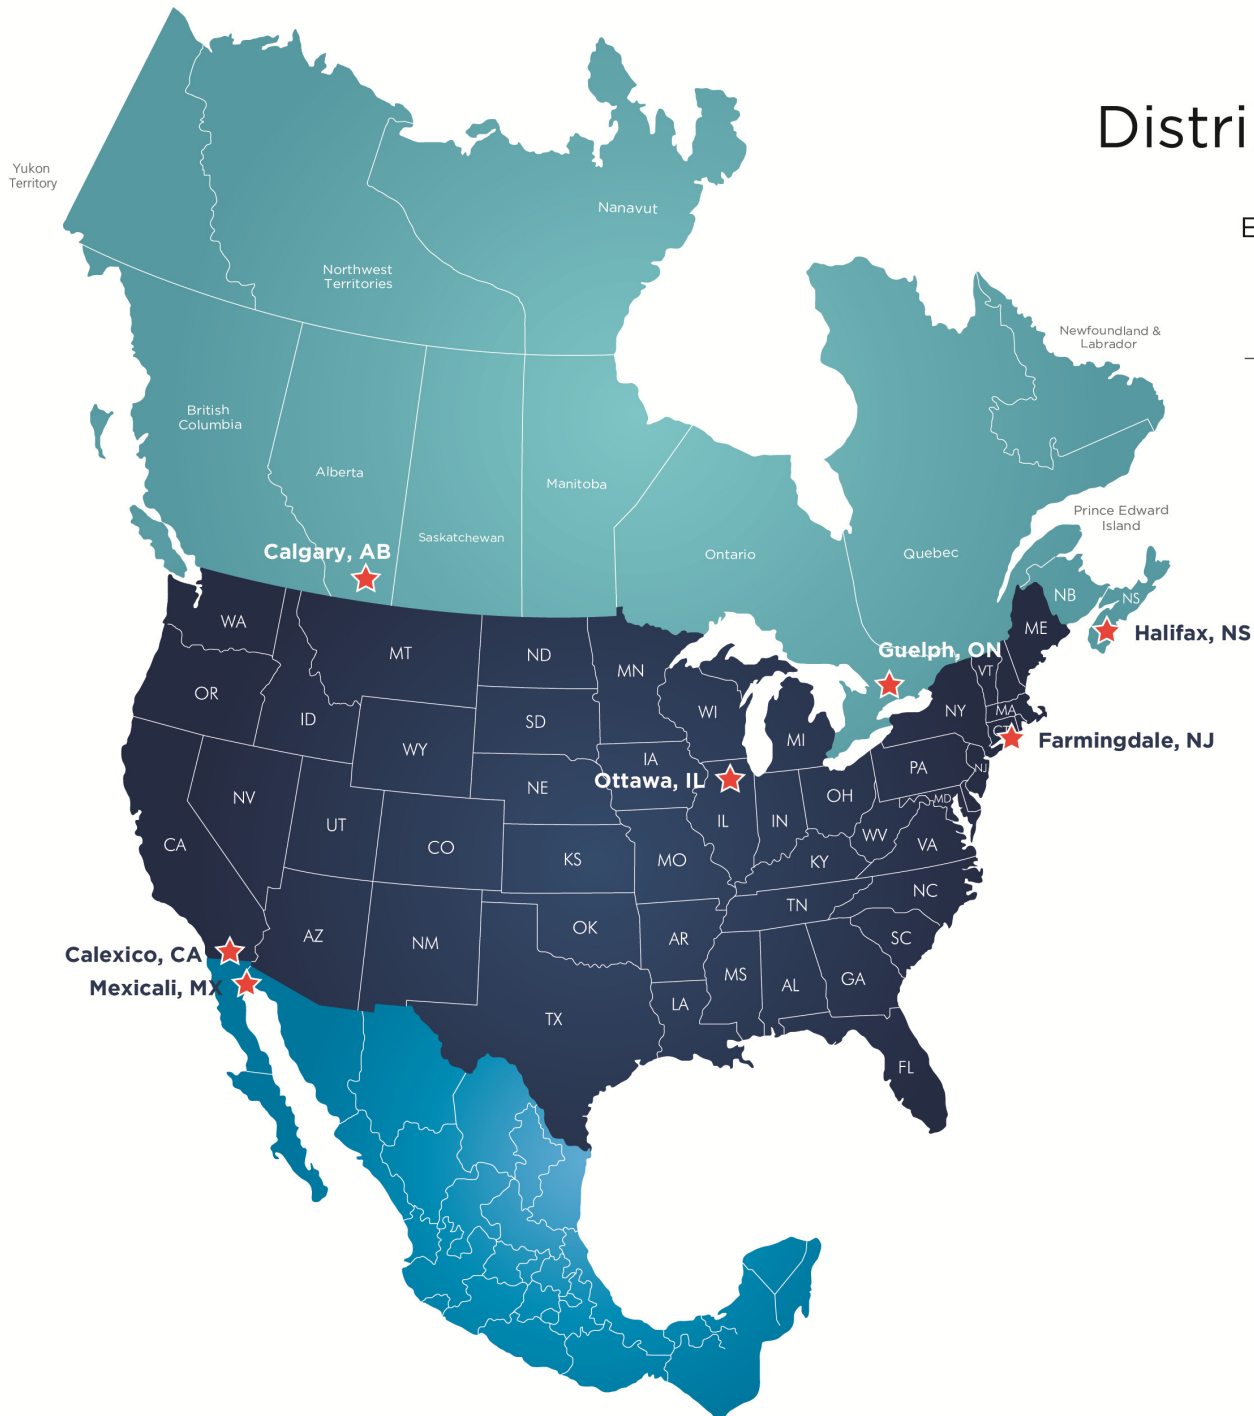 Distri
E
Yukon
Territory
Nanavut
Northwest
Territories
Newfoundland &
Labrador
British
Columbia
Alberta
Manitoba
Saskatchewan
Prince Edward
Island
Calgary, AB
Ontario
Quebec
NB
NS
WA
MT
ND
MN
ME
Halifax, NS
Guelph, ON
VT
OR
ID
SD
WI
NY
MA
CT
MI
Farmingdale, NJ
WY
IA
PA
NJ
Ottawa, IL
NE
OH
MD
NV
UT
CO
IL
IN
WV
VA
CA
KS
MO
KY
NC
TN
AZ
NM
OK
AR
SC
Calexico, CA
MS
AL
GA
Mexicali, MX
TX
LA
FL